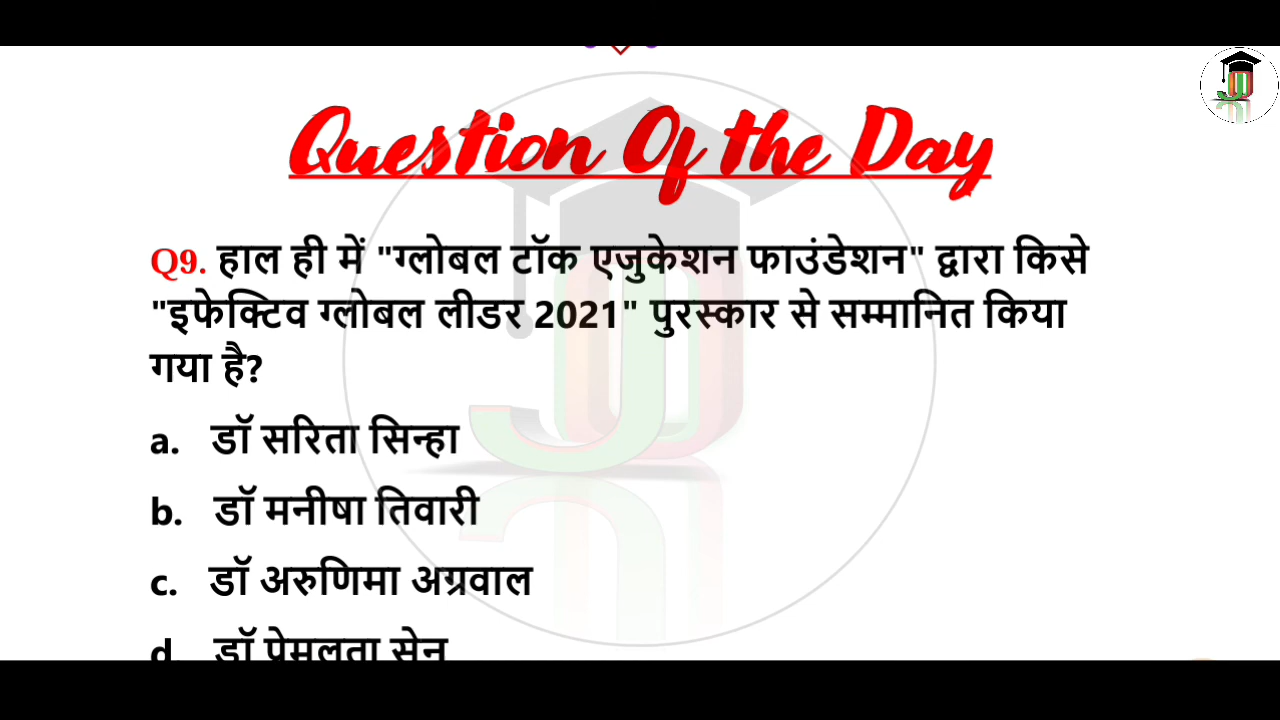 Question Of the Day
Q9. हाल ही में "ग्लोबल टॉक एजुकेशन फाउंडेशन" द्वारा किसे
"इफेक्टिव ग्लोबल लीडर 2021" पुरस्कार से सम्मानित किया
गया है?
a. डॉ सरिता सिन्हा
b. डॉ मनीषा तिवारी
c. डॉ अरुणिमा अग्रवाल
d. डॉ प्रेमलता सेन